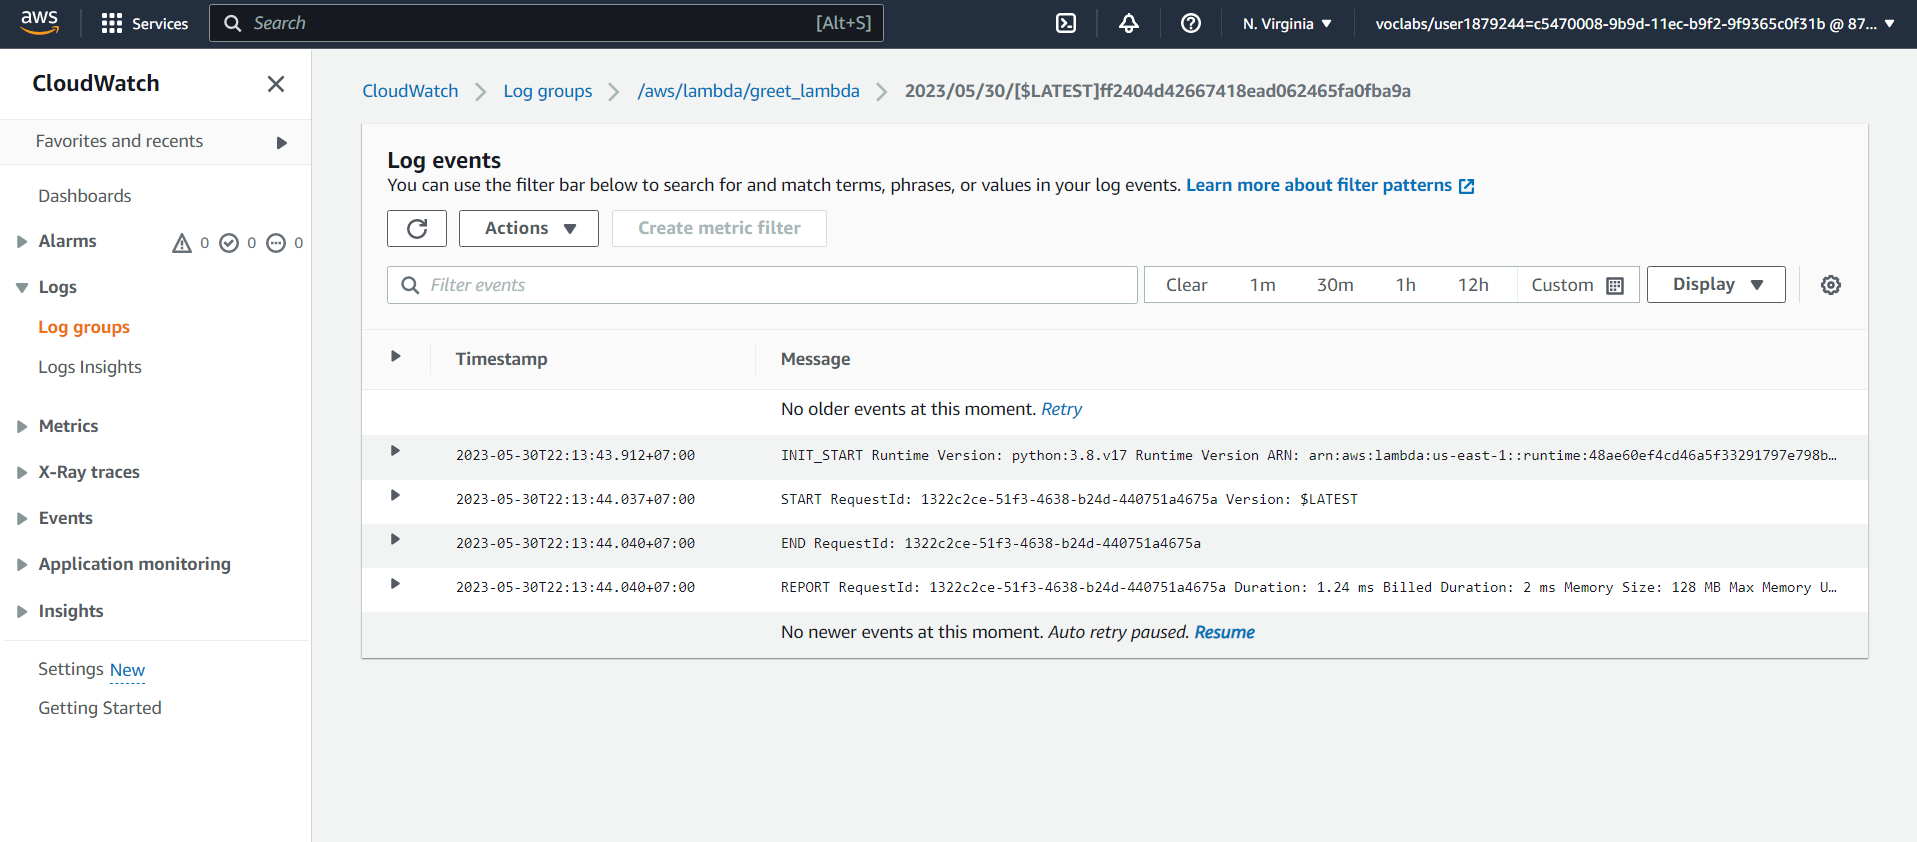 aws Services Search [Alt+S] N. Virginia voclabs/user1879244=c5470008-9b9d-11ec-b9f2-9f9365c0f31b @ 87...
CloudWatch
Favorites and recents
Dashboards
Alarms 0 0 0
Logs
Log groups
Logs Insights
Metrics
X-Ray traces
Events
Application monitoring
Insights
Settings New
Getting Started
CloudWatch Log groups /aws/lambda/greet_lambda 2023/05/30/[$LATEST]ff2404d42667418ead062465fa0fba9a
Log events
You can use the filter bar below to search for and match terms, phrases, or values in your log events. Learn more about filter patterns
Actions Create metric filter
Filter events Clear 1m 30m 1h 12h Custom Display
Timestamp Message
No older events at this moment. Retry
2023-05-30T22:13:43.912+07:00 INIT_START Runtime Version: python:3.8.v17 Runtime Version ARN: arn:aws:lambda:us-east-1::runtime:48ae60ef4cd46a5f33291797e798b...
2023-05-30T22:13:44.037+07:00 START RequestId: 1322c2ce-51f3-4638-b24d-440751a4675a Version: $LATEST
2023-05-30T22:13:44.040+07:00 END RequestId: 1322c2ce-51f3-4638-b24d-440751a4675a
2023-05-30T22:13:44.040+07:00 REPORT RequestId: 1322c2ce-51f3-4638-b24d-440751a4675a Duration: 1.24 ms Billed Duration: 2 ms Memory Size: 128 MB Max Memory U...
No newer events at this moment. Auto retry paused. Resume